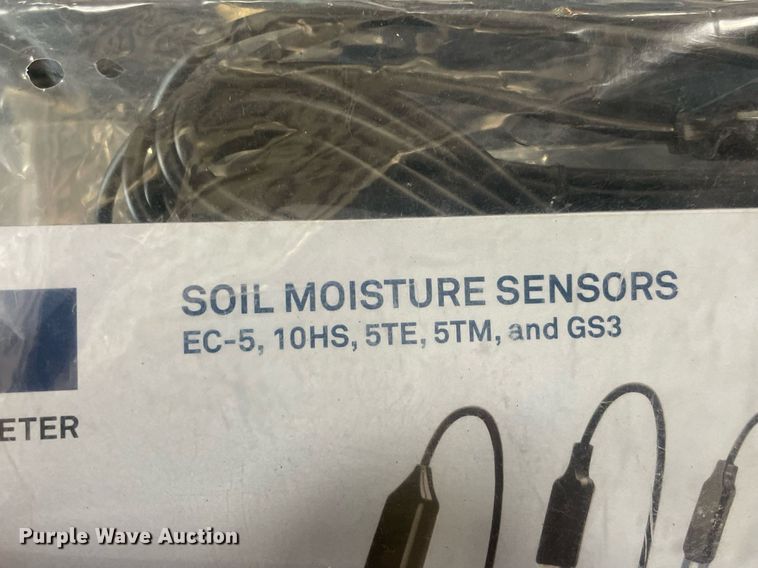 SOIL MOISTURE SENSORS
EC-5, 10HS, 5TE, 5TM, and GS3
ETER
Purple Wave Auction